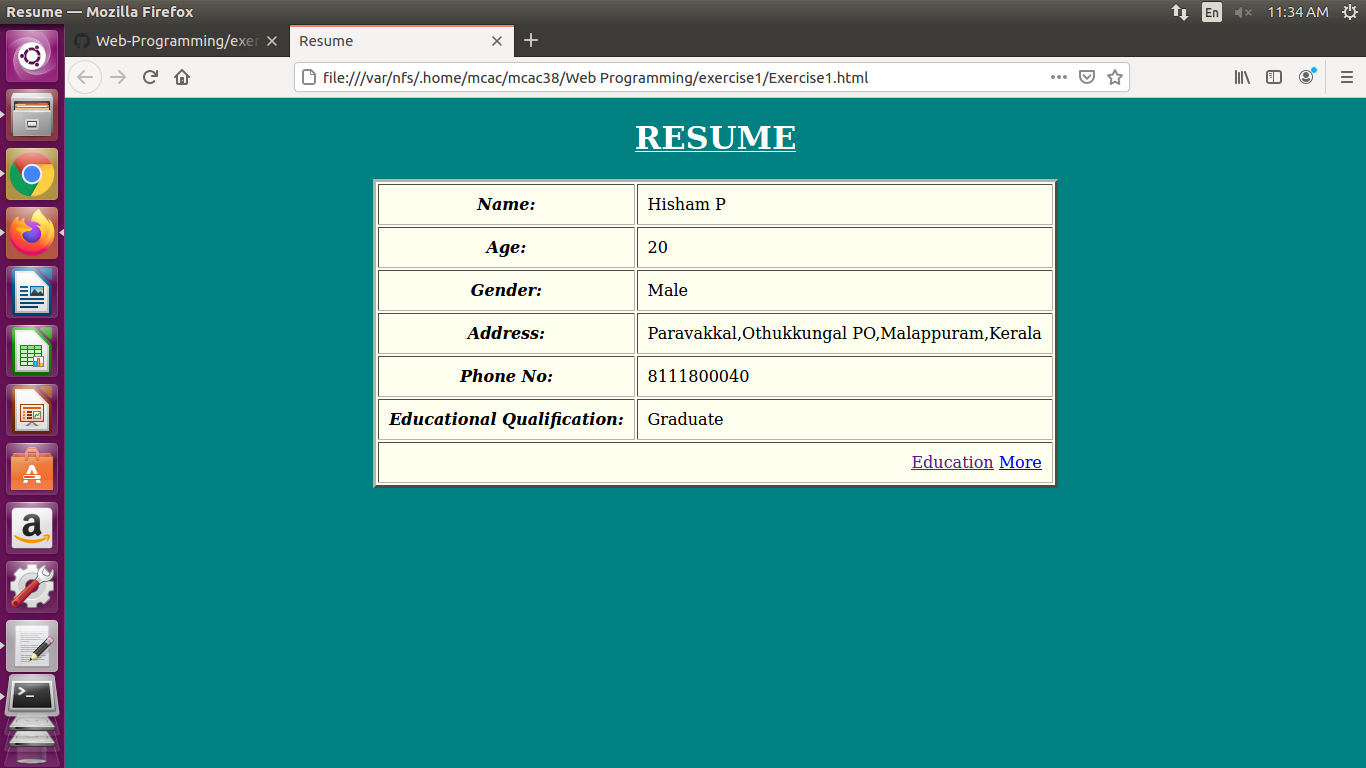 Resume — Mozilla Firefox
En
11:34 AM
Web-Programming/exer
Resume
file:///var/nfs/.home/mcac/mcac38/Web Programming/exercise1/Exercise1.html
RESUME
Name: Hisham P
Age: 20
Gender: Male
Address: Paravakkal,Othukkungal PO,Malappuram,Kerala
Phone No: 8111800040
Educational Qualification: Graduate
Education More